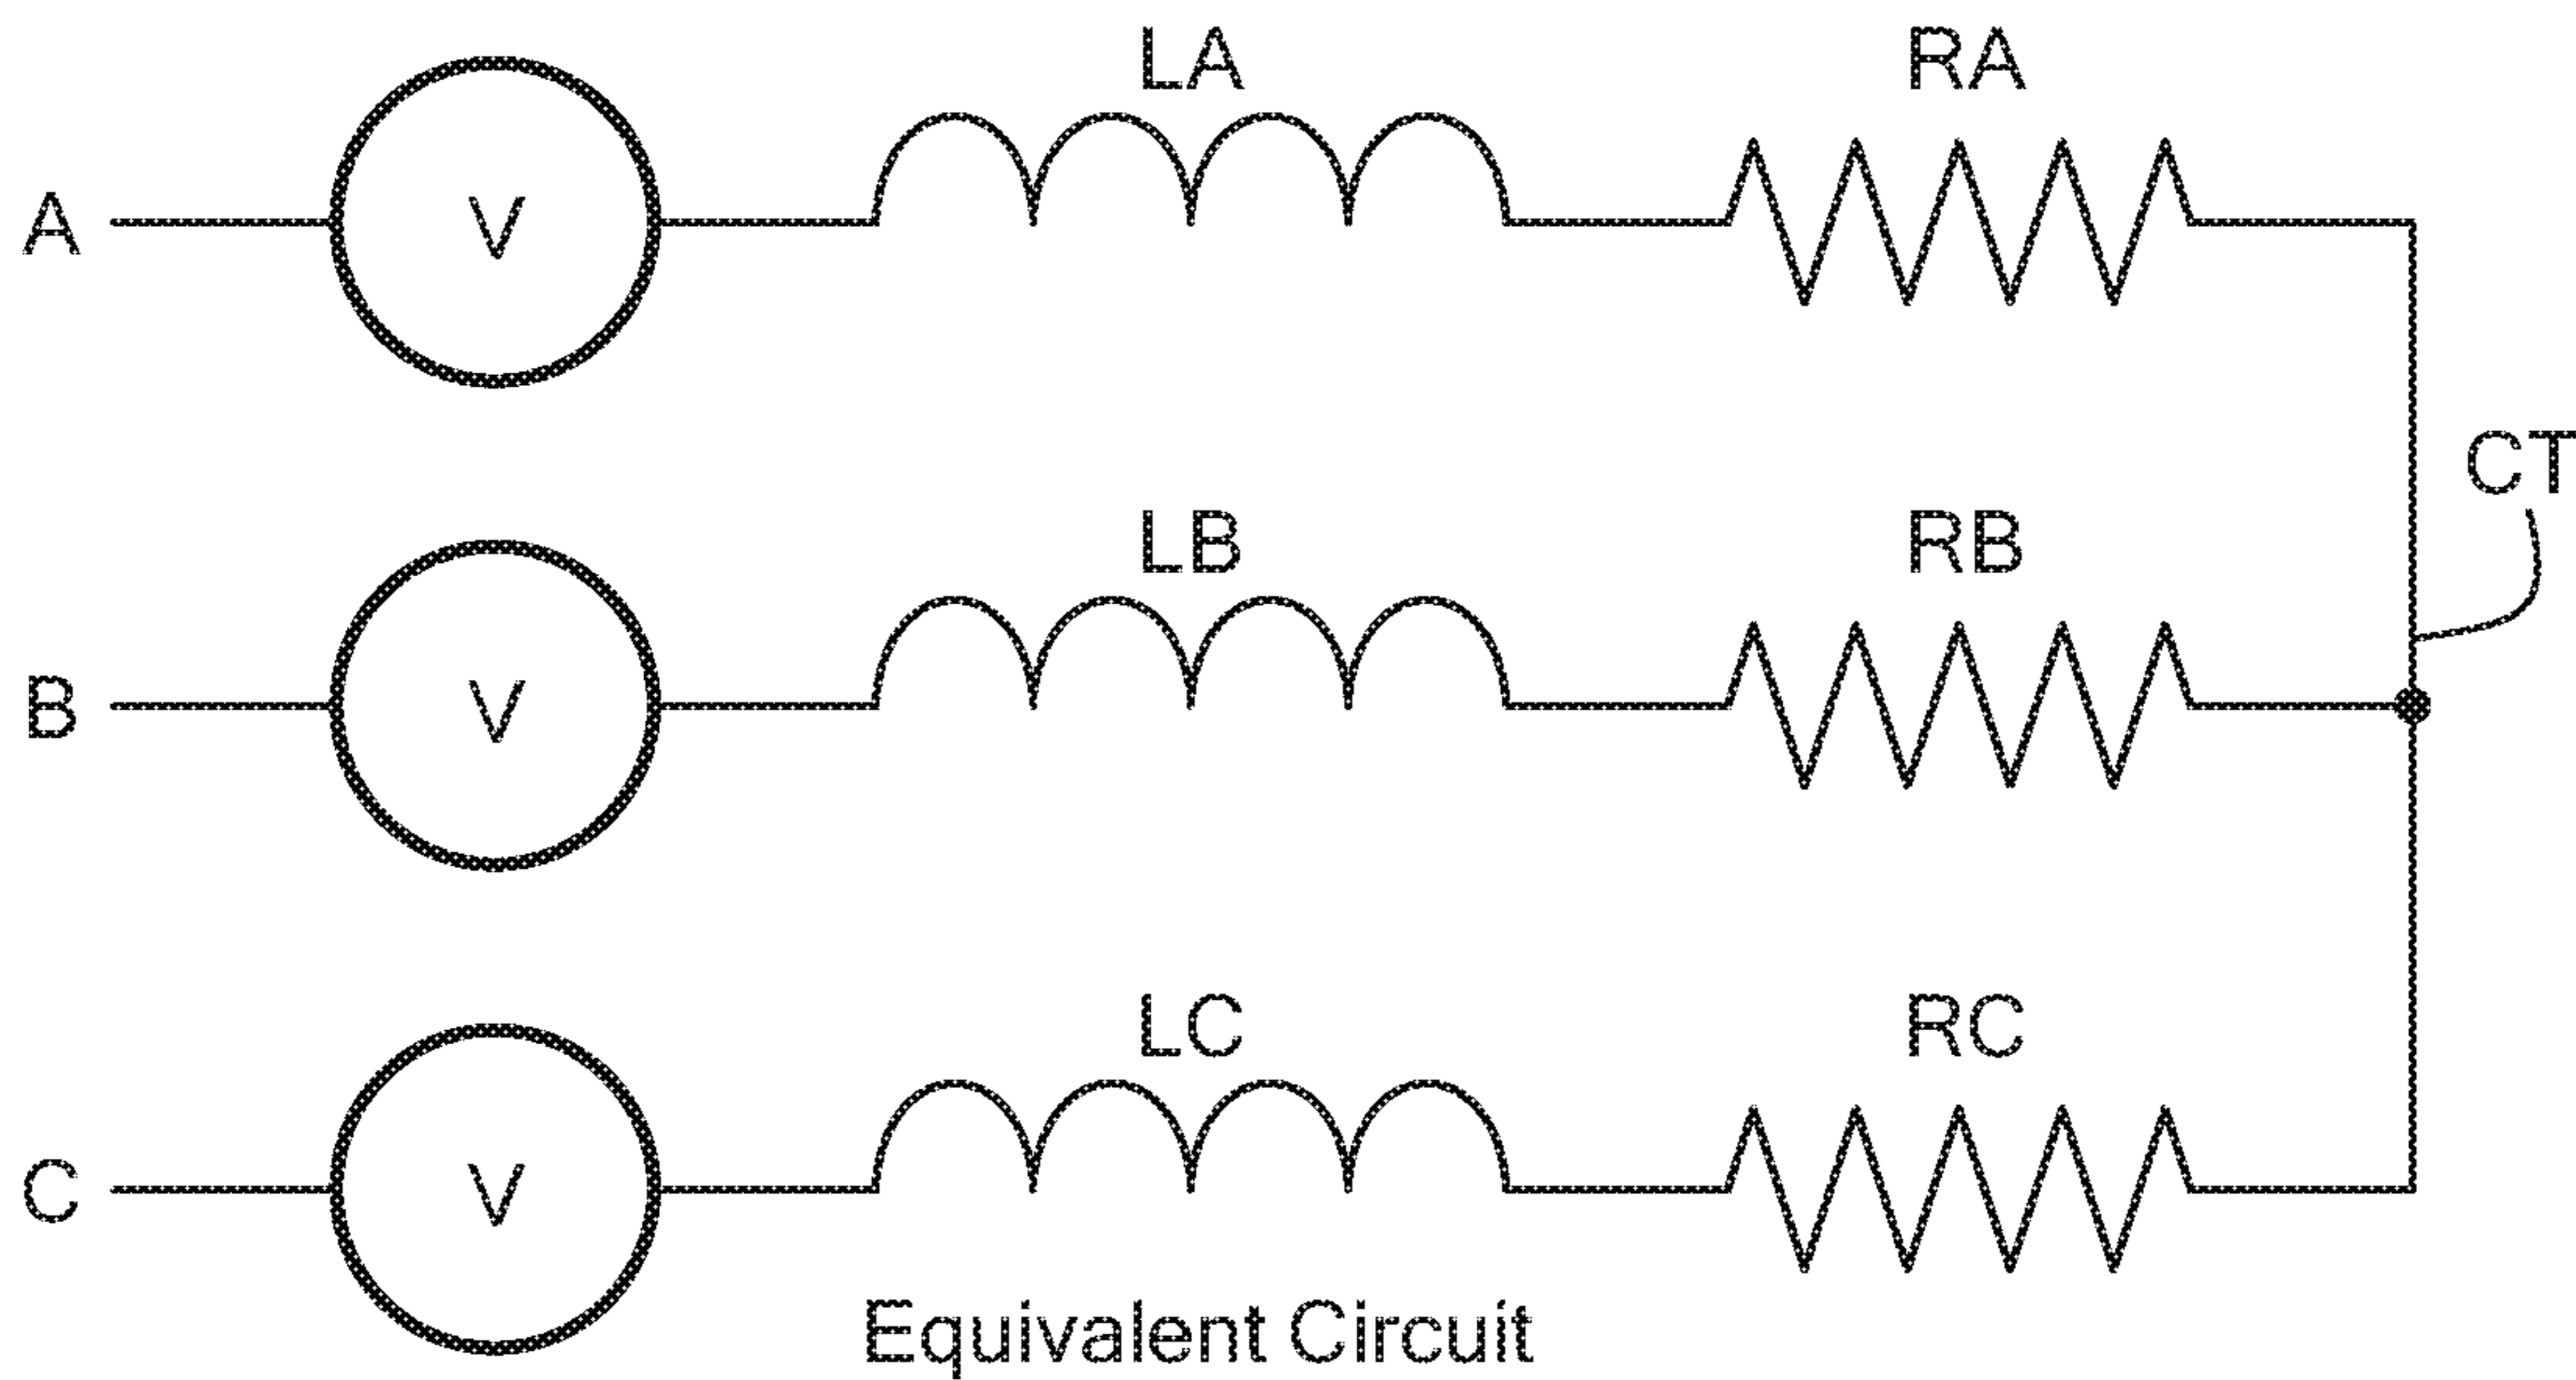 LA RA
A V
CT
LB RB
B V
LC RC
C V
Equivalent Circuit